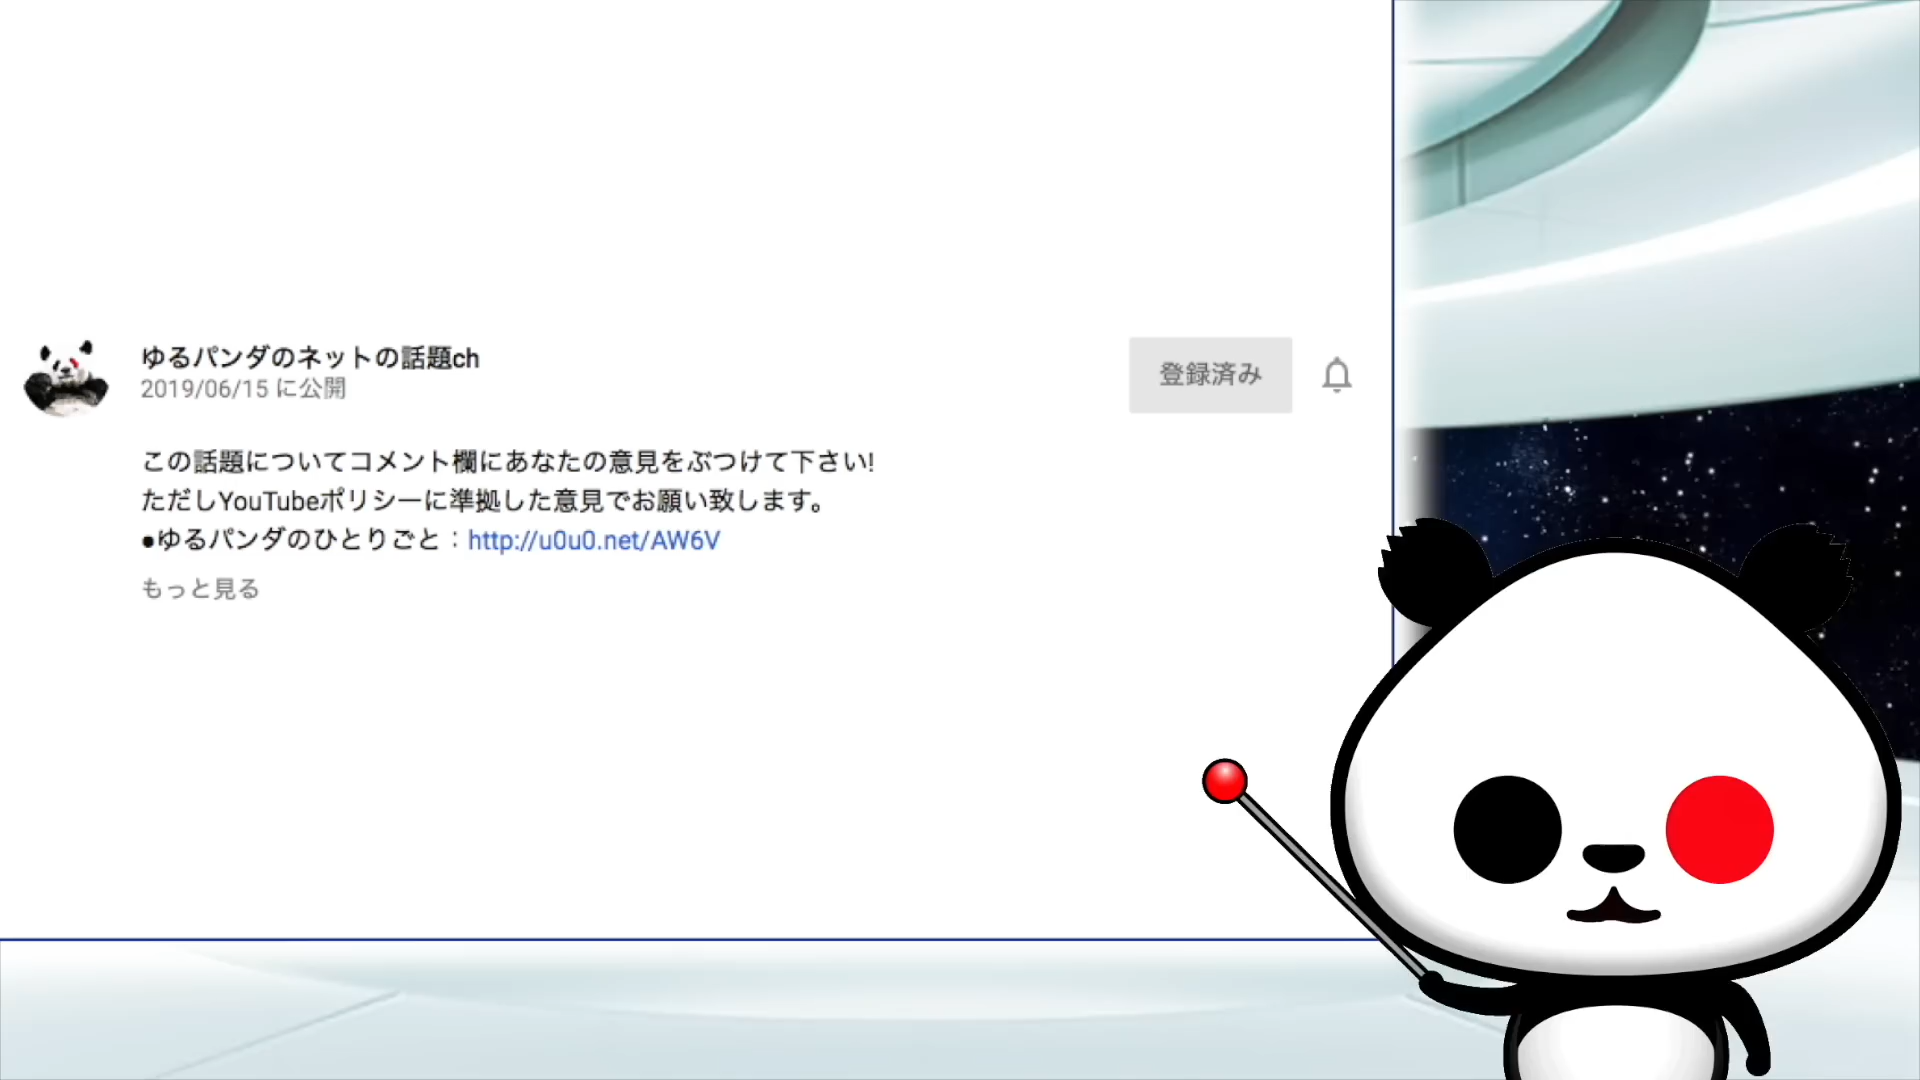 ゆるパンダのネットの話題ch
2019/06/15 に公開
登録済み
この話題についてコメント欄にあなたの意見をぶつけて下さい!
ただしYouTubeポリシーに準拠した意見でお願い致します。
●ゆるパンダのひとりごと：http://u0u0.net/AW6V
もっと見る